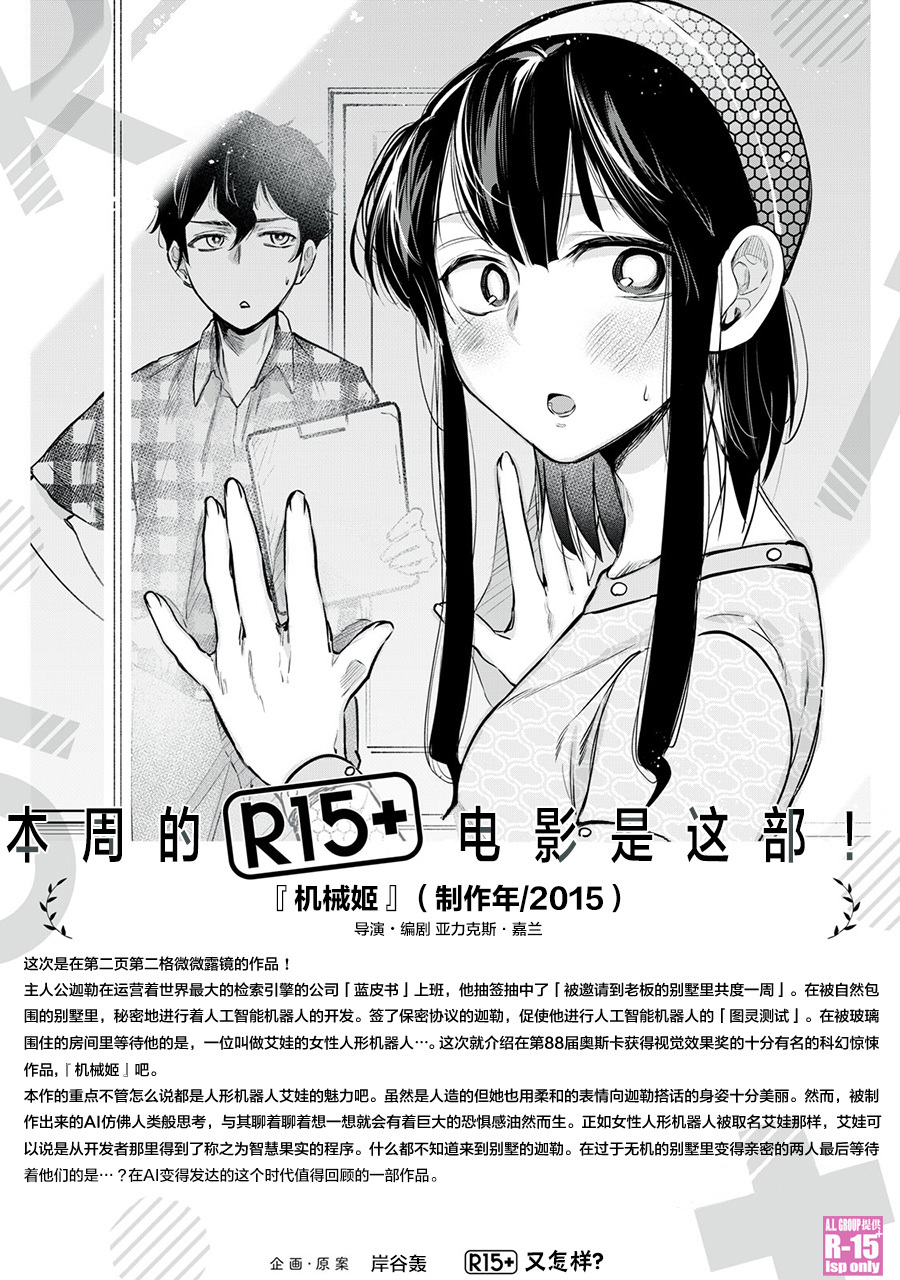 本周的 R15+ 电影是这部！
『机械姬』（制作年/2015）
导演・编剧 亚力克斯・嘉兰
这次是在第二页第二格微微露镜的作品！
主人公迦勒在运营着世界最大的检索引擎的公司「蓝皮书」上班，他抽签抽中了「被邀请到老板的别墅里共度一周」。在被自然包
围的别墅里，秘密地进行着人工智能机器人的开发。签了保密协议的迦勒，促使他进行人工智能机器人的「图灵测试」。在被玻璃
围住的房间里等待他的是，一位叫做艾娃的女性人形机器人…。这次就介绍在第88届奥斯卡获得视觉效果奖的十分有名的科幻惊悚
作品，『机械姬』吧。
本作的重点不管怎么说都是人形机器人艾娃的魅力吧。虽然是人造的但她也用柔和的表情向迦勒搭话的身姿十分美丽。然而，被制
作出来的AI仿佛人类般思考，与其聊着聊着想一想就会有着巨大的恐惧感油然而生。正如女性人形机器人被取名艾娃那样，艾娃可
以说是从开发者那里得到了称之为智慧果实的程序。什么都不知道来到别墅的迦勒。在过于无机的别墅里变得亲密的两人最后等待
着他们的是…？在AI变得发达的这个时代值得回顾的一部作品。
企画・原案 岸谷轰 R15+ 又怎样？
A.I. GROUP 提供
R-15+
lsp only